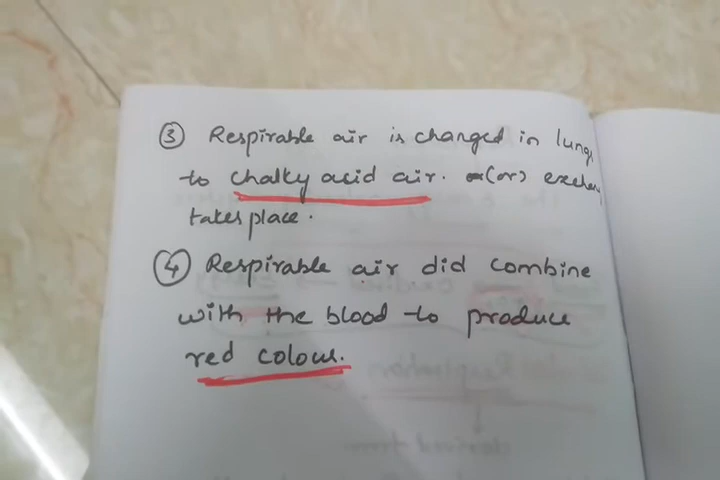 ③ Respirable air is changed in lungs
to chalky acid air. (or)
takes place.
④ Respirable air did combine
with the blood to produce
red colour.